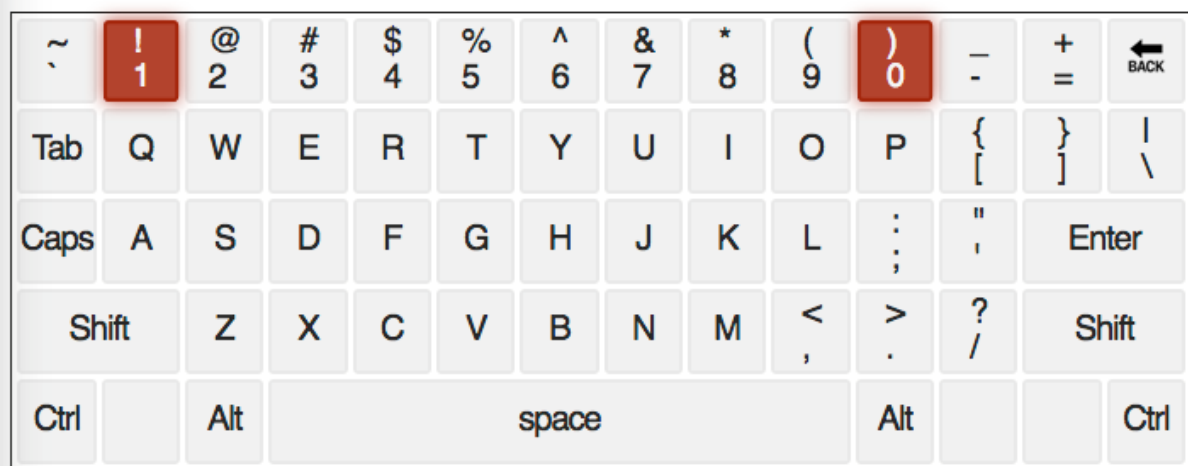 ~ ! @ # $ % ^ & * ( ) _ +
` 1 2 3 4 5 6 7 8 9 0 - = BACK
Tab Q W E R T Y U I O P { } |
[ ] \
Caps A S D F G H J K L : " Enter
; '
Shift Z X C V B N M < > ? Shift
, . /
Ctrl Alt space Alt Ctrl